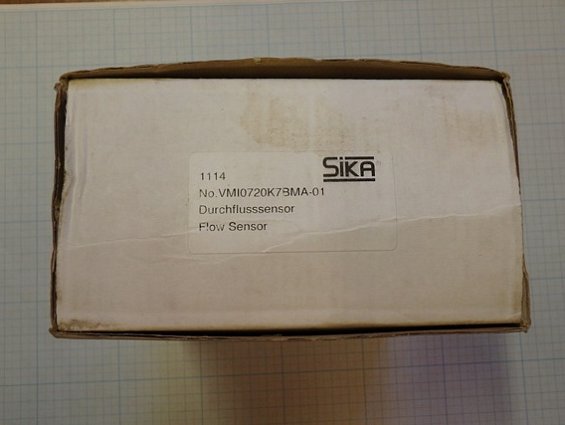 1114
SiKA
No.VMI0720K7BMA-01
Durchflusssensor
Flow Sensor